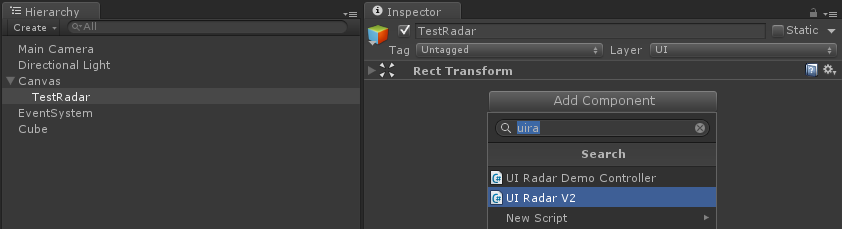 Hierarchy
Create
All
Main Camera
Directional Light
Canvas
TestRadar
EventSystem
Cube
Inspector
TestRadar
Static
Tag Untagged Layer UI
Rect Transform
Add Component
uira
Search
UI Radar Demo Controller
UI Radar V2
New Script